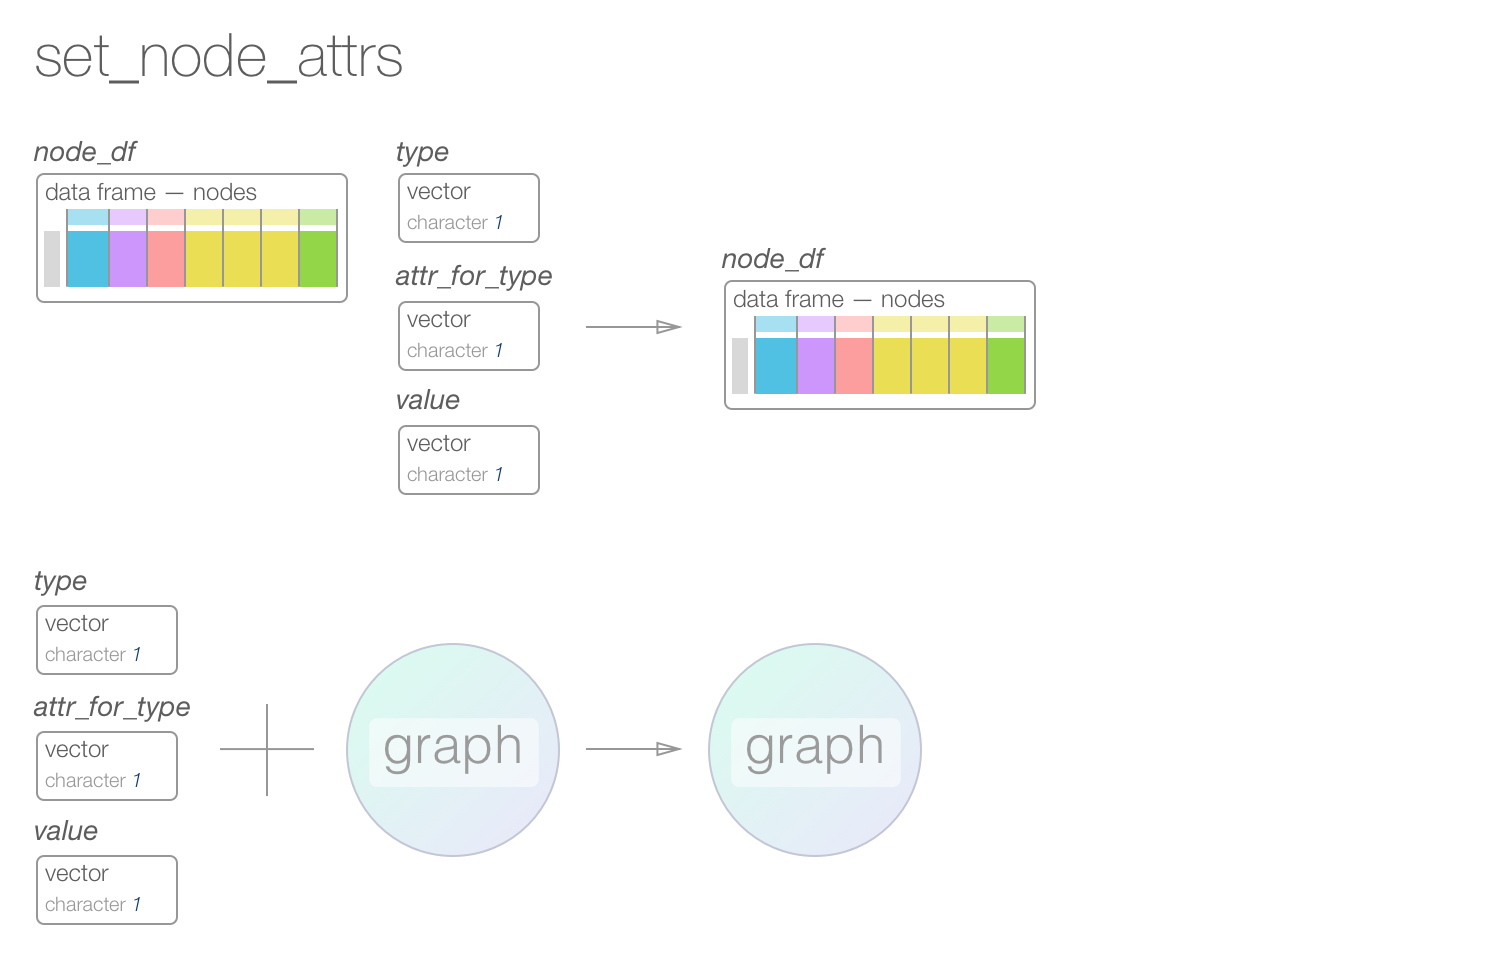 set_node_attrs
node_df
data frame — nodes
type
vector
character 1
attr_for_type
vector
character 1
value
vector
character 1
node_df
data frame — nodes
type
vector
character 1
attr_for_type
vector
character 1
value
vector
character 1
graph
graph